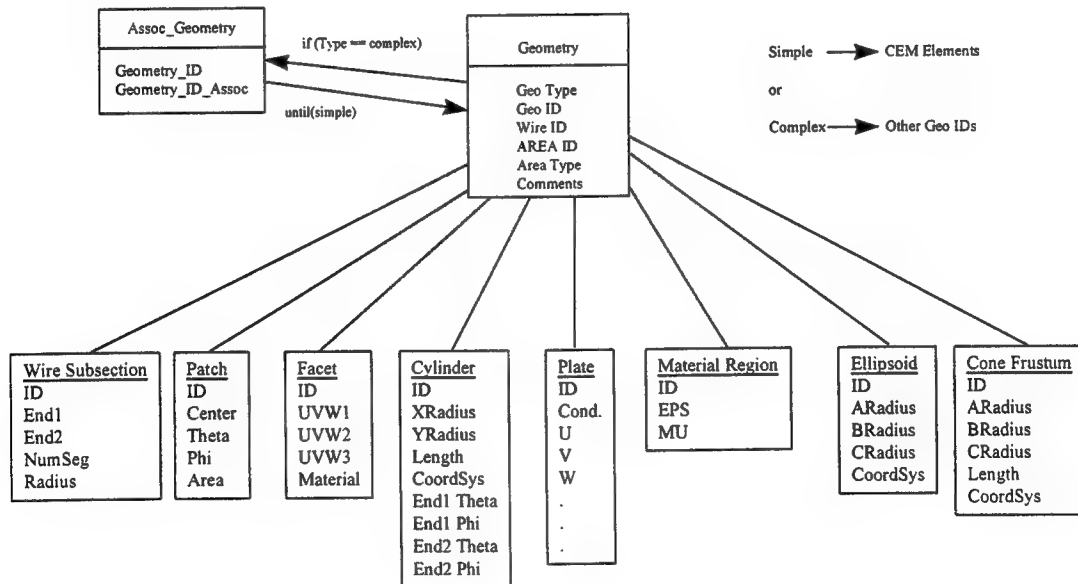 Assoc_Geometry
Geometry_ID
Geometry_ID_Assoc
if (Type == complex)
until(simple)
Geometry
Geo Type
Geo ID
Wire ID
AREA ID
Area Type
Comments
Simple CEM Elements
or
Complex Other Geo IDs
Wire Subsection
ID
End1
End2
NumSeg
Radius
Patch
ID
Center
Theta
Phi
Area
Facet
ID
UVW1
UVW2
UVW3
Material
Cylinder
ID
XRadius
YRadius
Length
CoordSys
End1 Theta
End1 Phi
End2 Theta
End2 Phi
Plate
ID
Cond.
U
V
W
.
.
.
Material Region
ID
EPS
MU
Ellipsoid
ID
ARadius
BRadius
CRadius
CoordSys
Cone Frustum
ID
ARadius
BRadius
CRadius
Length
CoordSys